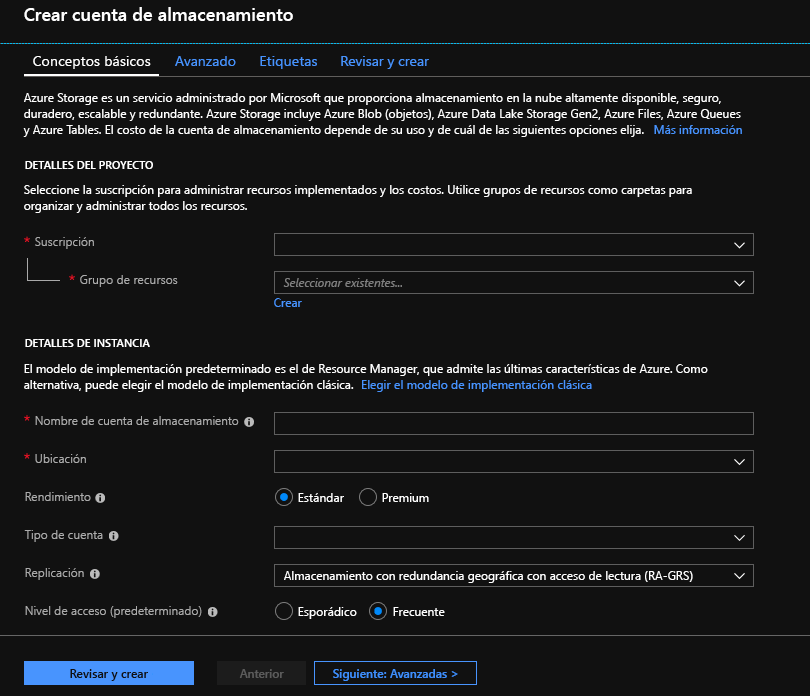 Crear cuenta de almacenamiento
Conceptos básicos Avanzado Etiquetas Revisar y crear
Azure Storage es un servicio administrado por Microsoft que proporciona almacenamiento en la nube altamente disponible, seguro,
duradero, escalable y redundante. Azure Storage incluye Azure Blob (objetos), Azure Data Lake Storage Gen2, Azure Files, Azure Queues
y Azure Tables. El costo de la cuenta de almacenamiento depende de su uso y de cuál de las siguientes opciones elija. Más información
DETALLES DEL PROYECTO
Seleccione la suscripción para administrar recursos implementados y los costos. Utilice grupos de recursos como carpetas para
organizar y administrar todos los recursos.
* Suscripción
* Grupo de recursos Seleccionar existentes...
Crear
DETALLES DE INSTANCIA
El modelo de implementación predeterminado es el de Resource Manager, que admite las últimas características de Azure. Como
alternativa, puede elegir el modelo de implementación clásica. Elegir el modelo de implementación clásica
* Nombre de cuenta de almacenamiento
* Ubicación
Rendimiento Estándar Premium
Tipo de cuenta
Replicación Almacenamiento con redundancia geográfica con acceso de lectura (RA-GRS)
Nivel de acceso (predeterminado) Esporádico Frecuente
Revisar y crear Anterior Siguiente: Avanzadas >